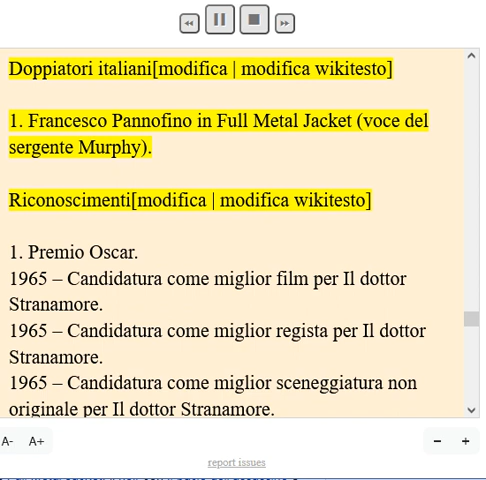 Doppiatori italiani[modifica | modifica wikitesto]
1. Francesco Pannofino in Full Metal Jacket (voce del
sergente Murphy).
Riconoscimenti[modifica | modifica wikitesto]
1. Premio Oscar.
1965 – Candidatura come miglior film per Il dottor
Stranamore.
1965 – Candidatura come miglior regista per Il dottor
Stranamore.
1965 – Candidatura come miglior sceneggiatura non
originale per Il dottor Stranamore.
A- A+ − +
report issues